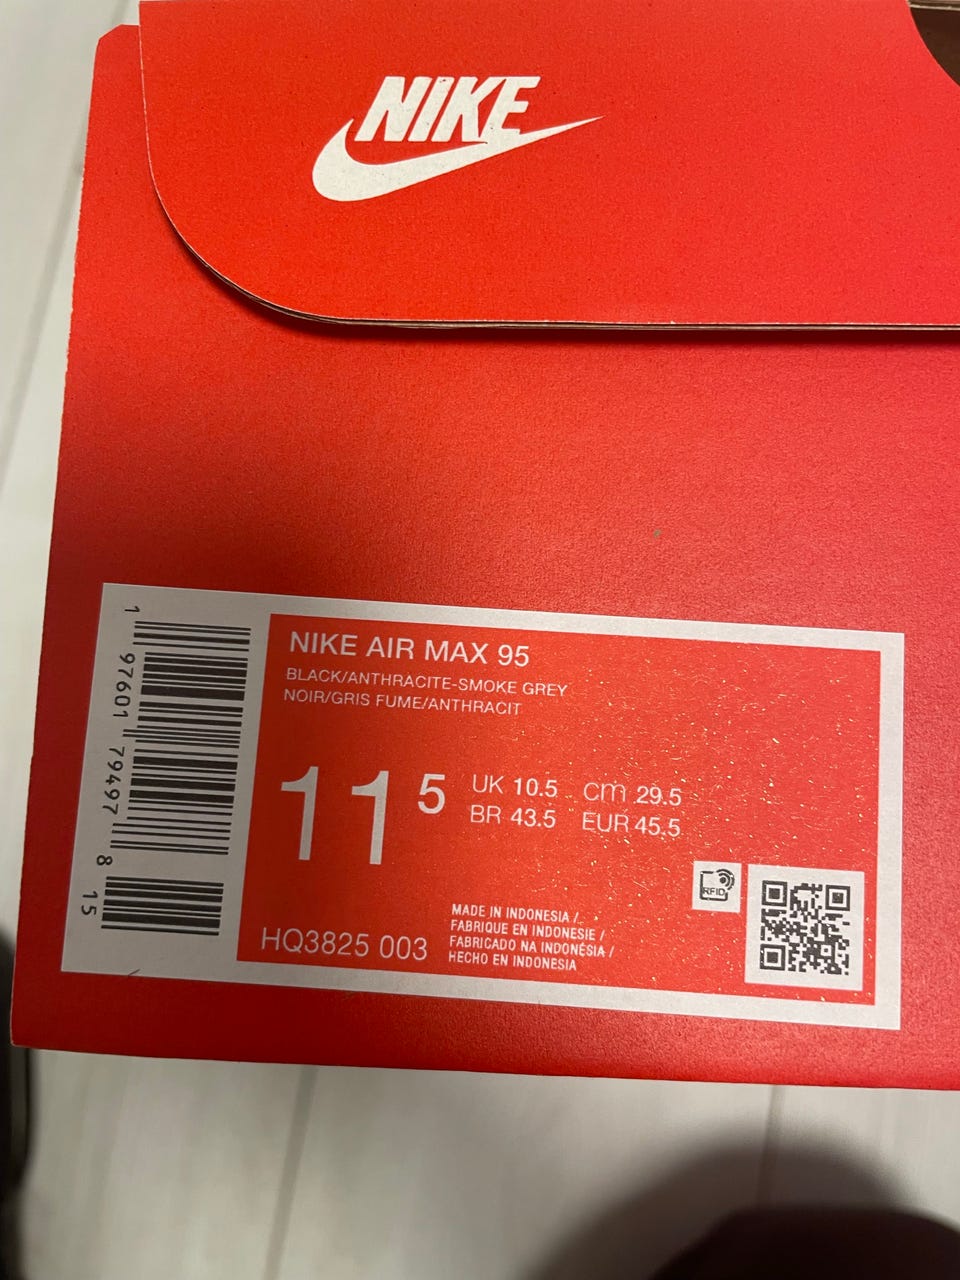 NIKE
NIKE AIR MAX 95
BLACK/ANTHRACITE-SMOKE GREY
NOIR/GRIS FUME/ANTHRACIT
11 5
UK 10.5 cm 29.5
BR 43.5 EUR 45.5
RFID
MADE IN INDONESIA /
FABRIQUE EN INDONESIE /
FABRICADO NA INDONÉSIA /
HECHO EN INDONESIA
HQ3825 003
1 97601 79497 8 15